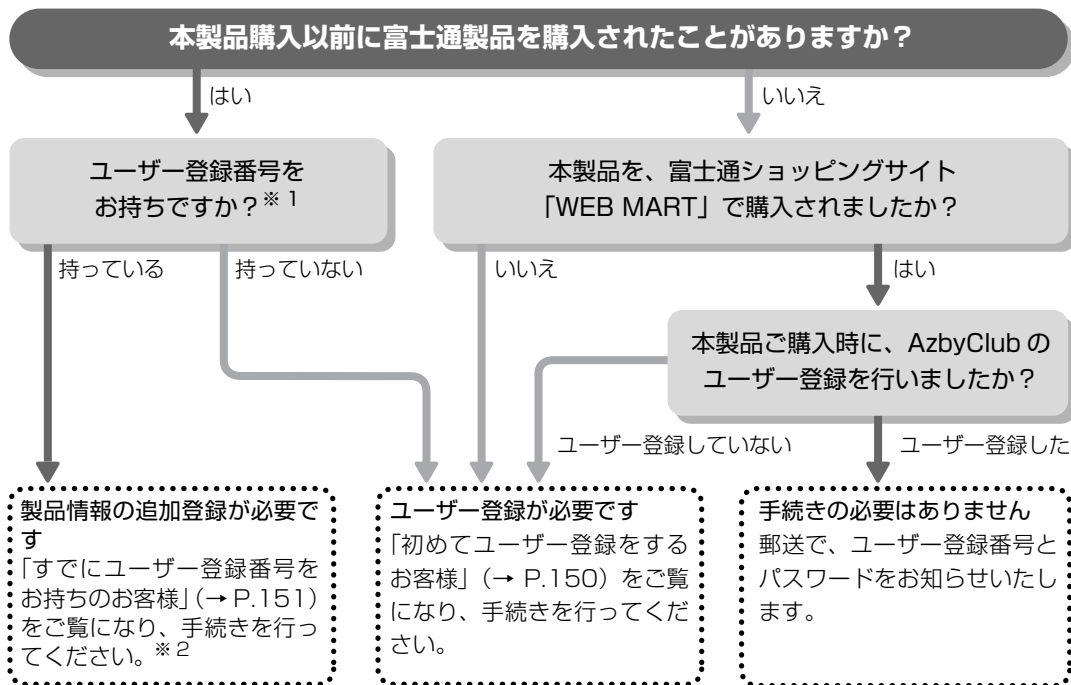 本製品購入以前に富士通製品を購入されたことがありますか？
はい
いいえ
ユーザー登録番号を
お持ちですか？※1
本製品を、富士通ショッピングサイト
「WEB MART」で購入されましたか？
持っている
持っていない
いいえ
はい
本製品ご購入時に、AzbyClub の
ユーザー登録を行いましたか？
ユーザー登録していない
ユーザー登録した
製品情報の追加登録が必要で
す
「すでにユーザー登録番号を
お持ちのお客様」（→ P.151）
をご覧になり、手続きを行っ
てください。※2
ユーザー登録が必要です
「初めてユーザー登録をする
お客様」（→ P.150）をご覧
になり、手続きを行ってくだ
さい。
手続きの必要はありません
郵送で、ユーザー登録番号と
パスワードをお知らせいたし
ます。